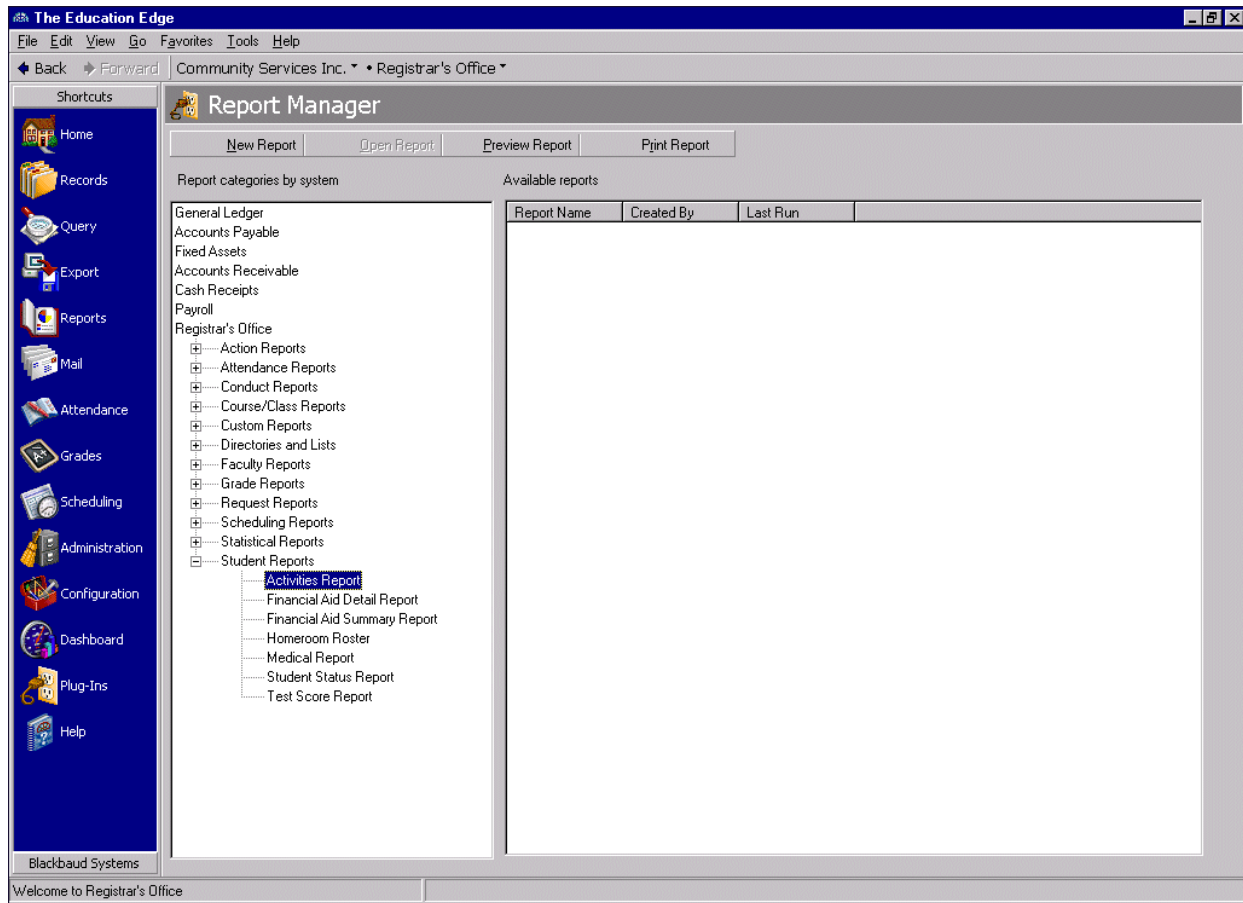 The Education Edge
File Edit View Go Favorites Tools Help
Back Forward Community Services Inc. • Registrar's Office
Shortcuts
Home
Records
Query
Export
Reports
Mail
Attendance
Grades
Scheduling
Administration
Configuration
Dashboard
Plug-Ins
Help
Blackbaud Systems
Report Manager
New Report Open Report Preview Report Print Report
Report categories by system
General Ledger
Accounts Payable
Fixed Assets
Accounts Receivable
Cash Receipts
Payroll
Registrar's Office
Action Reports
Attendance Reports
Conduct Reports
Course/Class Reports
Custom Reports
Directories and Lists
Faculty Reports
Grade Reports
Request Reports
Scheduling Reports
Statistical Reports
Student Reports
Activities Report
Financial Aid Detail Report
Financial Aid Summary Report
Homeroom Roster
Medical Report
Student Status Report
Test Score Report
Available reports
Report Name Created By Last Run
Welcome to Registrar's Office